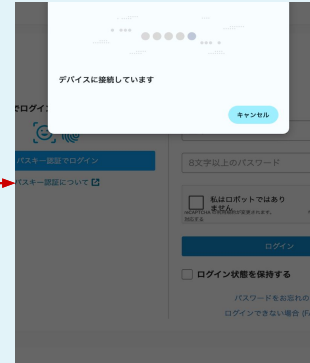 デバイスに接続しています
キャンセル
でログイ
パスキー認証でログイン
パスキー認証について
8文字以上のパスワード
私はロボットではあり
ません
ログイン
ログイン状態を保持する
パスワードをお忘れの
ログインできない場合 (FA